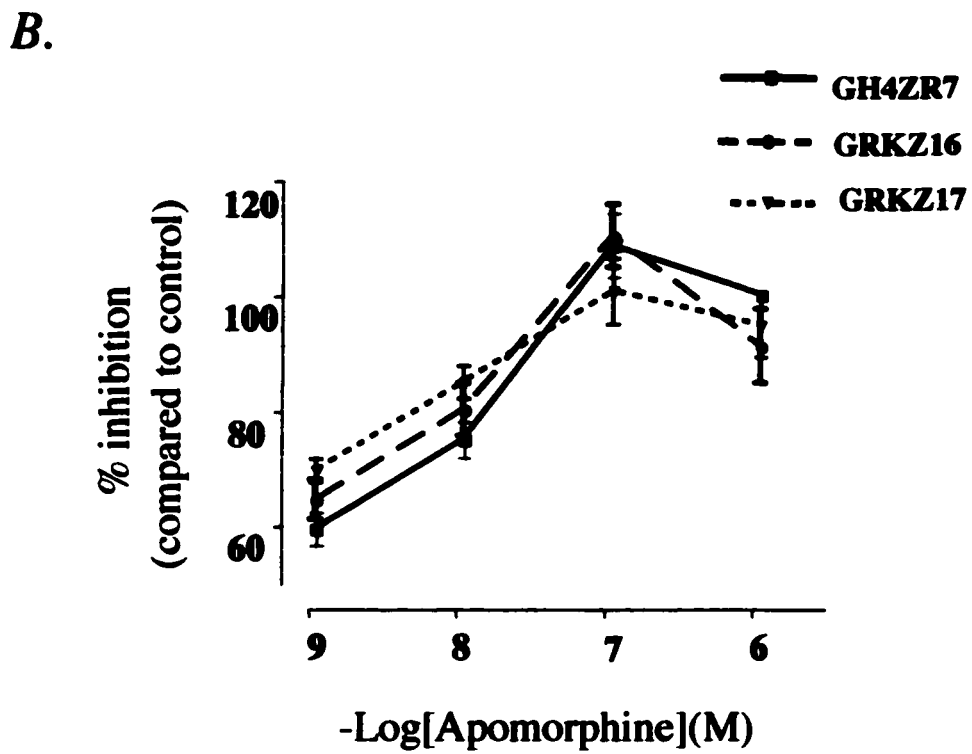 B.
GH4ZR7
GRKZ16
GRKZ17
% inhibition
(compared to control)
120
100
80
60
9 8 7 6
-Log[Apomorphine](M)